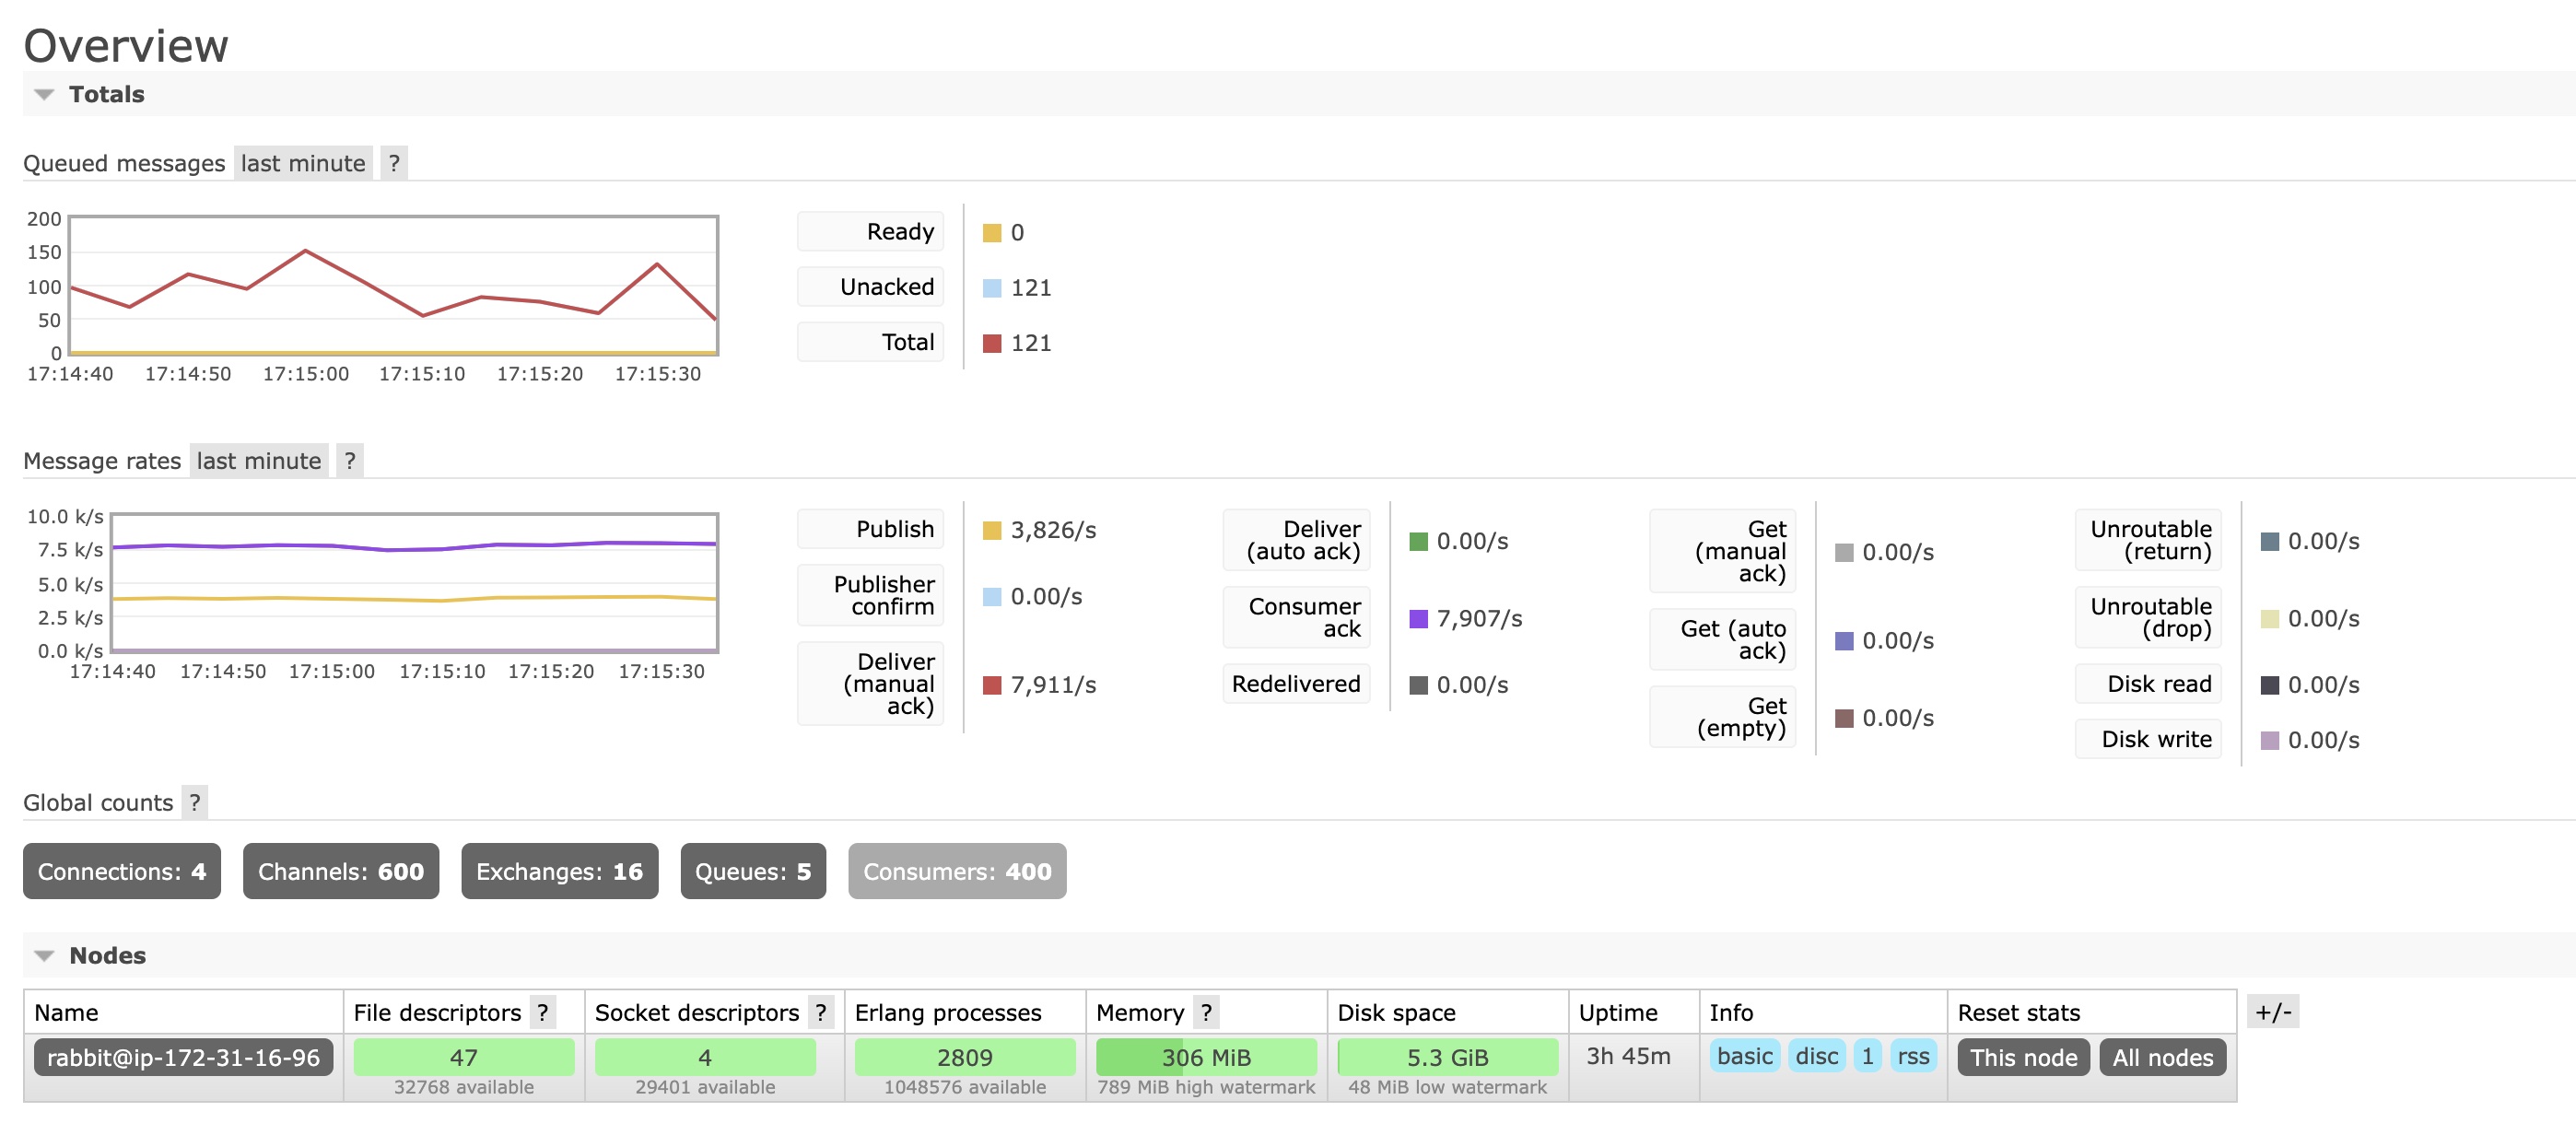 Overview
Totals
Queued messages last minute ?
200
150
100
50
0
17:14:40 17:14:50 17:15:00 17:15:10 17:15:20 17:15:30
Ready 0
Unacked 121
Total 121
Message rates last minute ?
10.0 k/s
7.5 k/s
5.0 k/s
2.5 k/s
0.0 k/s
17:14:40 17:14:50 17:15:00 17:15:10 17:15:20 17:15:30
Publish 3,826/s
Publisher
confirm 0.00/s
Deliver
(manual
ack) 7,911/s
Deliver
(auto ack) 0.00/s
Consumer
ack 7,907/s
Redelivered 0.00/s
Get
(manual
ack) 0.00/s
Get (auto
ack) 0.00/s
Get
(empty) 0.00/s
Unroutable
(return) 0.00/s
Unroutable
(drop) 0.00/s
Disk read 0.00/s
Disk write 0.00/s
Global counts ?
Connections: 4 Channels: 600 Exchanges: 16 Queues: 5 Consumers: 400
Nodes
Name File descriptors ? Socket descriptors ? Erlang processes Memory ? Disk space Uptime Info Reset stats +/-
rabbit@ip-172-31-16-96 47 4 2809 306 MiB 5.3 GiB 3h 45m basic disc 1 rss This node All nodes
32768 available 29401 available 1048576 available 789 MiB high watermark 48 MiB low watermark